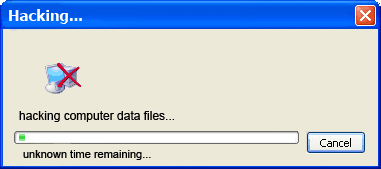 Hacking...
hacking computer data files...
Cancel
unknown time remaining...